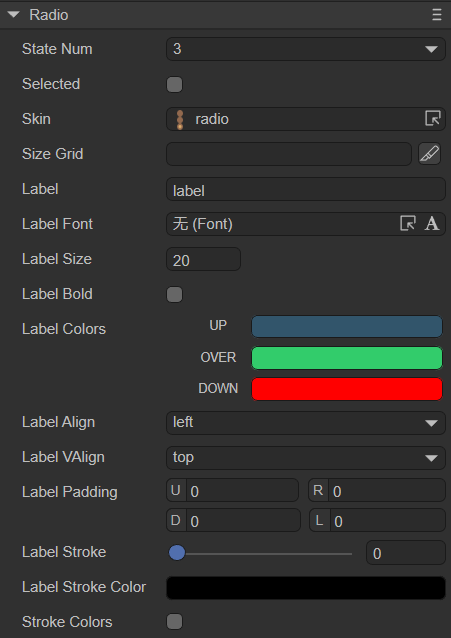 Radio
State Num 3
Selected
Skin radio
Size Grid
Label label
Label Font 无 (Font) A
Label Size 20
Label Bold
Label Colors UP
OVER
DOWN
Label Align left
Label VAlign top
Label Padding U 0 R 0
D 0 L 0
Label Stroke 0
Label Stroke Color
Stroke Colors